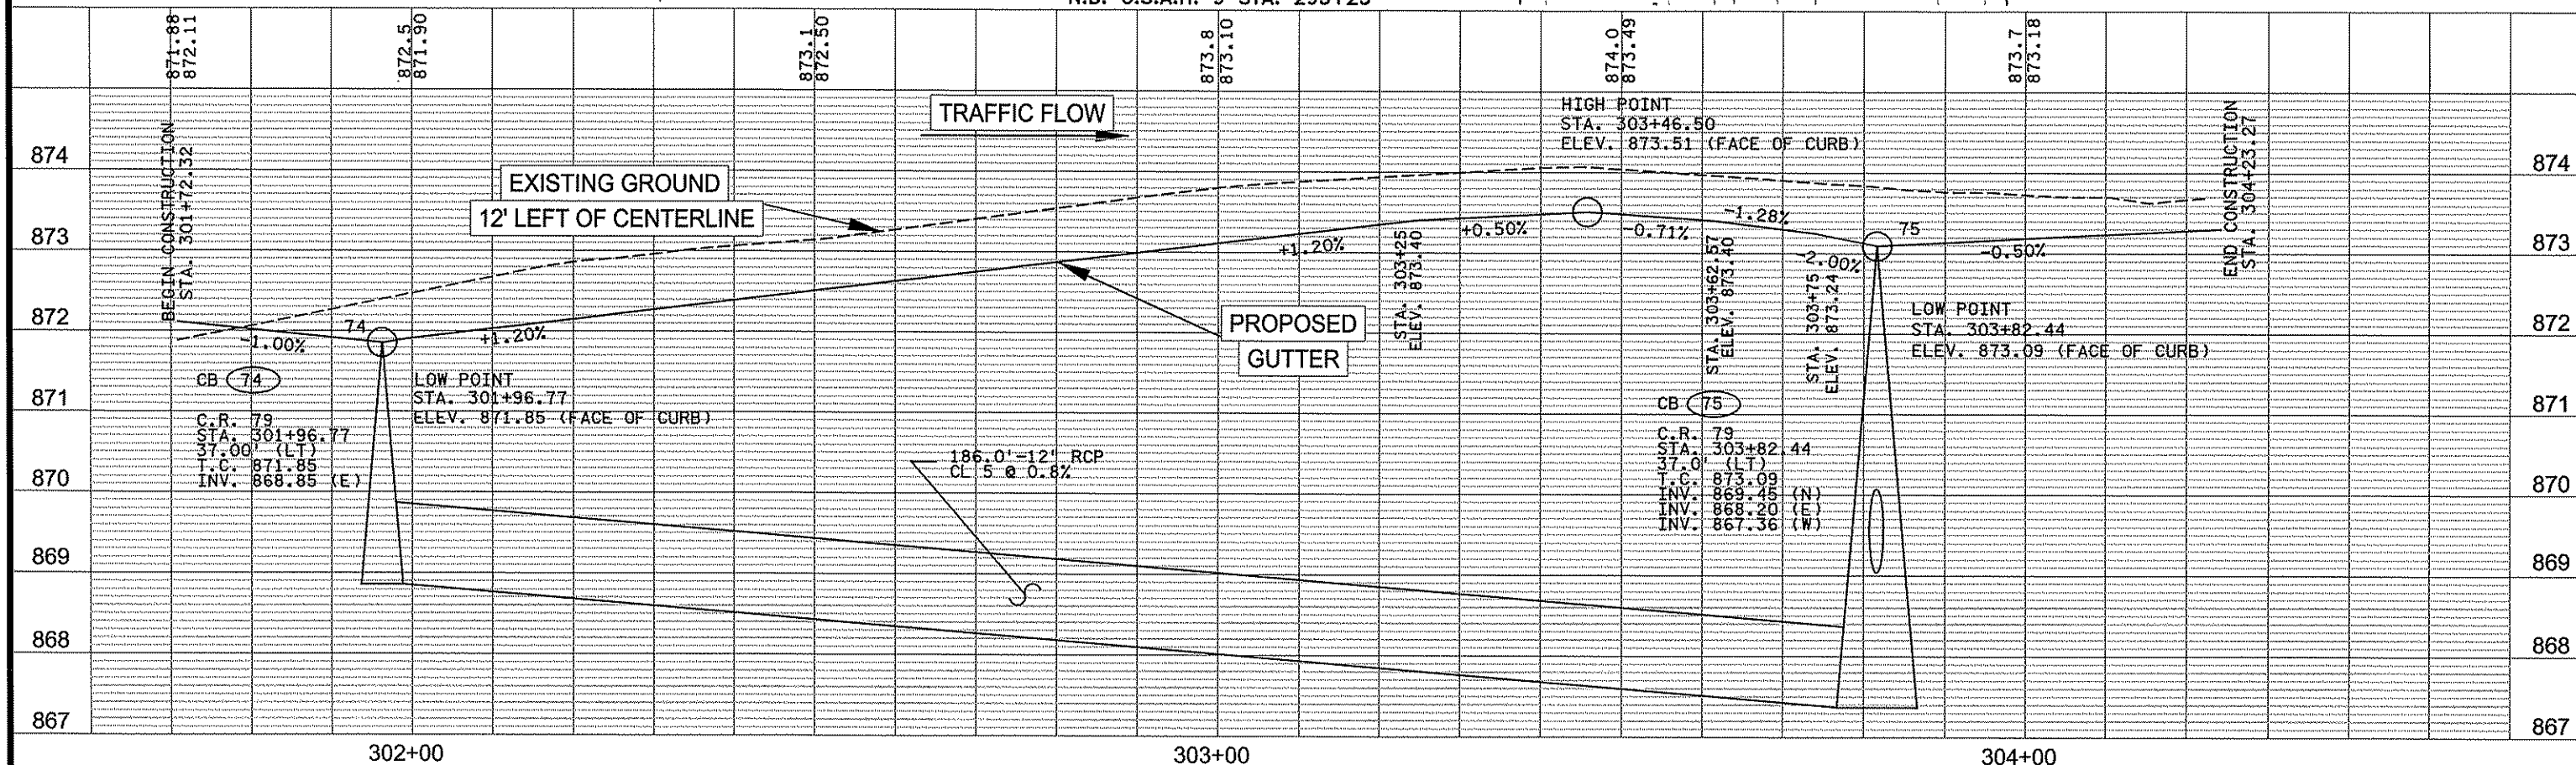 N.B. C.S.A.H. 9 STA. 295+25
871.88
872.11
872.5
871.90
873.1
872.50
873.8
873.10
874.0
873.49
873.7
873.18
BEGIN CONSTRUCTION
STA. 301+72.32
TRAFFIC FLOW
EXISTING GROUND
12' LEFT OF CENTERLINE
HIGH POINT
STA. 303+46.50
ELEV. 873.51 (FACE OF CURB)
END CONSTRUCTION
STA. 304+23.27
874
874
873
873
872
872
871
871
870
870
869
869
868
868
867
867
-1.00%
74
+1.20%
+1.20%
STA. 303+25
ELEV. 873.40
+0.50%
-0.71%
-1.28%
STA. 303+62.57
ELEV. 873.40
-2.00%
STA. 303+75
ELEV. 873.24
75
-0.50%
PROPOSED
GUTTER
LOW POINT
STA. 303+82.44
ELEV. 873.09 (FACE OF CURB)
CB 74
C.R. 79
STA. 301+96.77
37.00' (LT)
T.C. 871.85
INV. 868.85 (E)
LOW POINT
STA. 301+96.77
ELEV. 871.85 (FACE OF CURB)
186.0'-12' RCP
CL 5 @ 0.8%
CB 75
C.R. 79
STA. 303+82.44
37.0' (LT)
T.C. 873.09
INV. 869.45 (N)
INV. 868.20 (E)
INV. 867.36 (W)
302+00
303+00
304+00